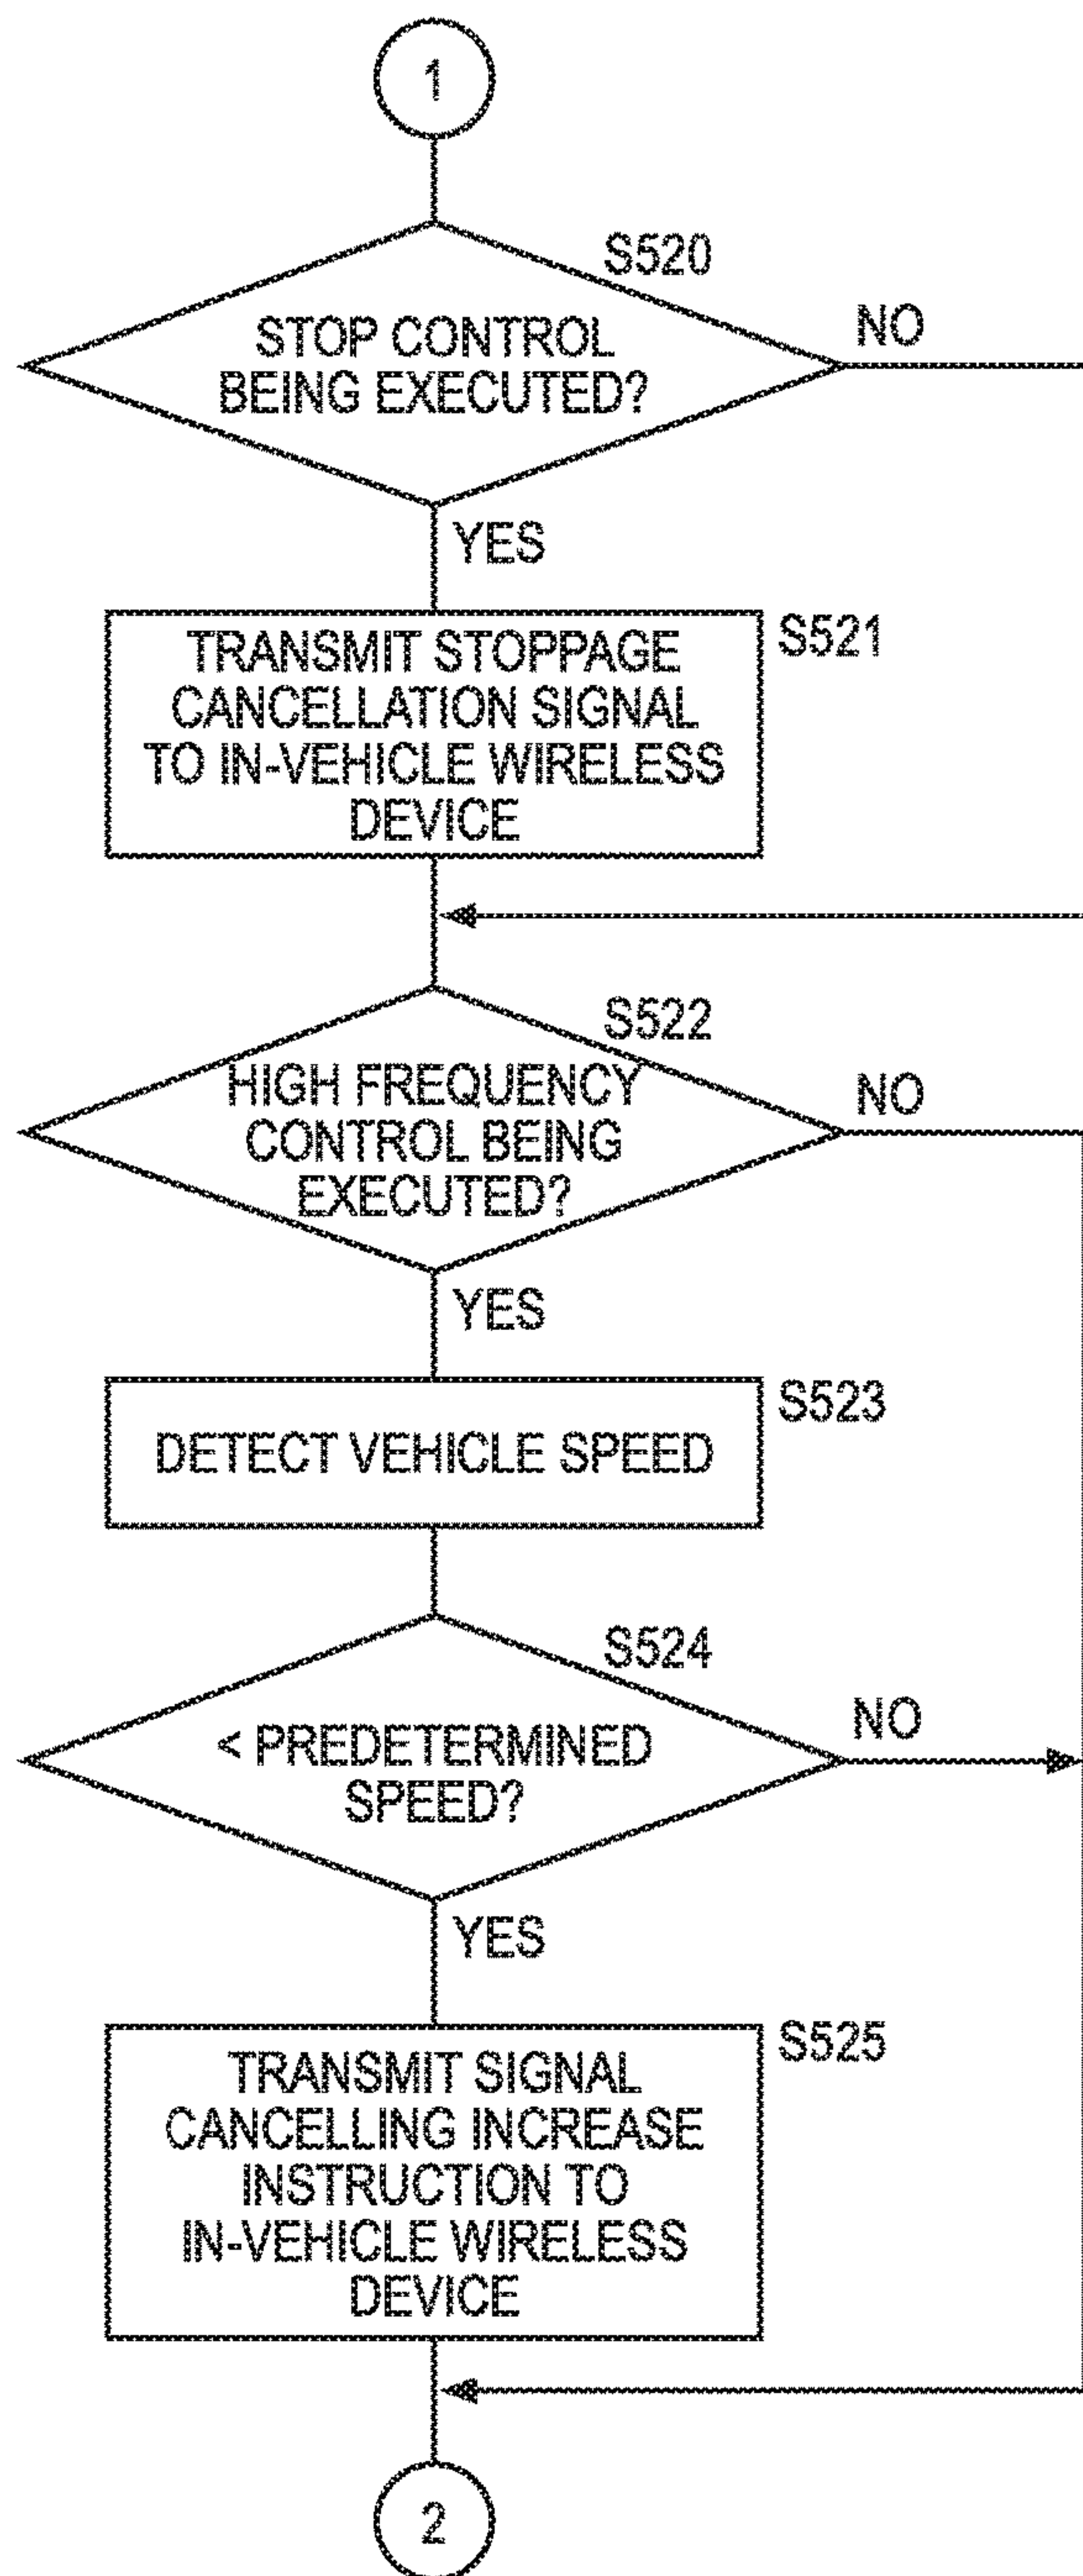 1
S520
STOP CONTROL
BEING EXECUTED?
NO
YES
S521
TRANSMIT STOPPAGE
CANCELLATION SIGNAL
TO IN-VEHICLE WIRELESS
DEVICE
S522
HIGH FREQUENCY
CONTROL BEING
EXECUTED?
NO
YES
S523
DETECT VEHICLE SPEED
S524
< PREDETERMINED
SPEED?
NO
YES
S525
TRANSMIT SIGNAL
CANCELLING INCREASE
INSTRUCTION TO
IN-VEHICLE WIRELESS
DEVICE
2